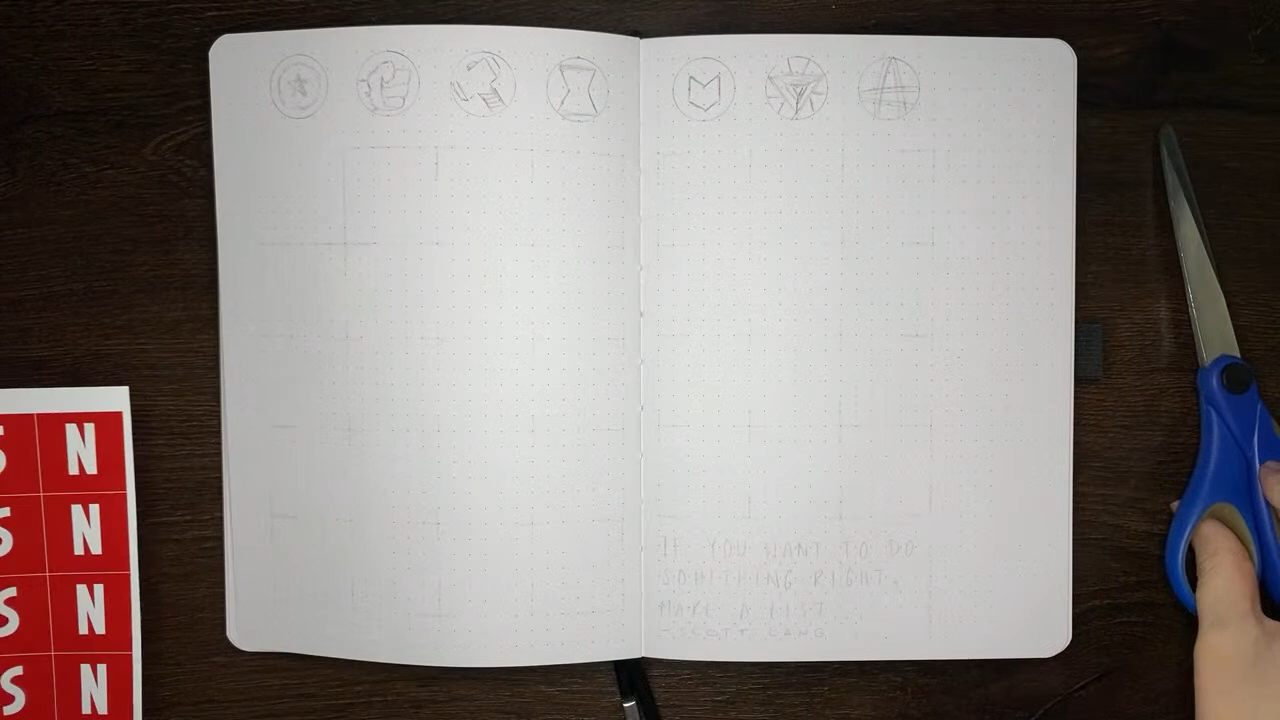 S N
S N
S N
S N
IF YOU WANT TO DO
SOMETHING RIGHT,
MAKE A LIST
- SCOTT LANG